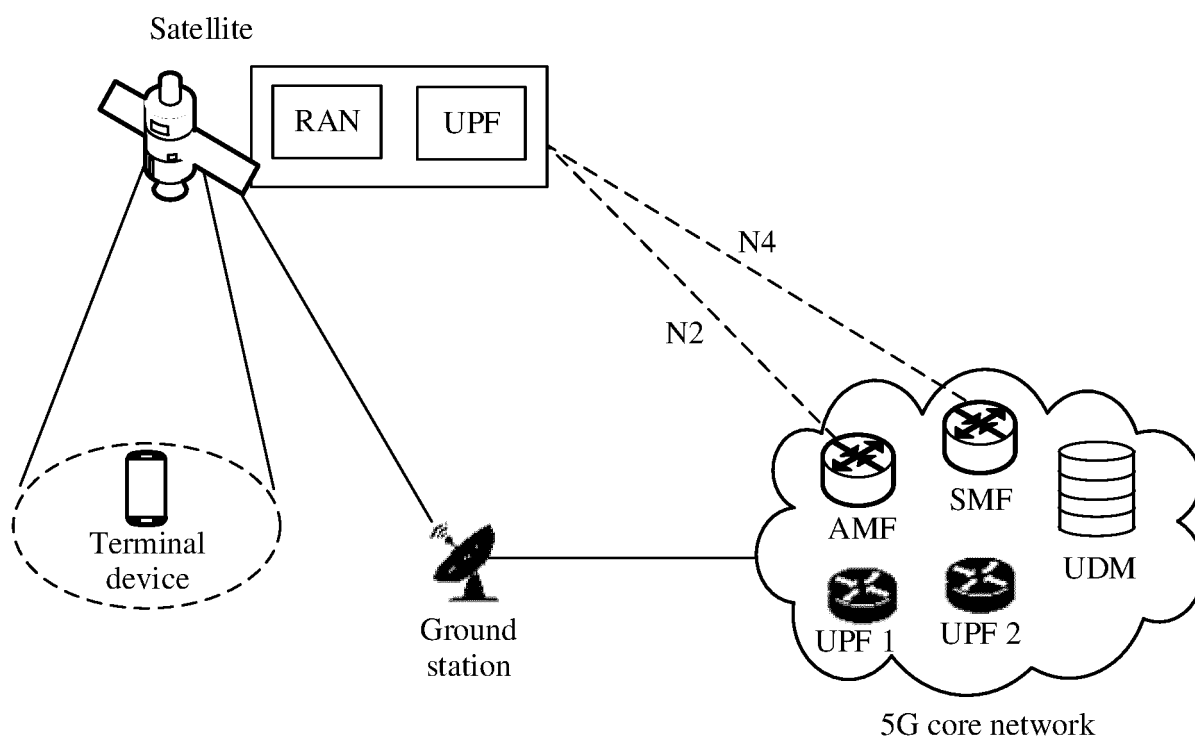 Satellite
RAN
UPF
N4
N2
SMF
AMF
UDM
Terminal
device
UPF 1
UPF 2
Ground
station
5G core network